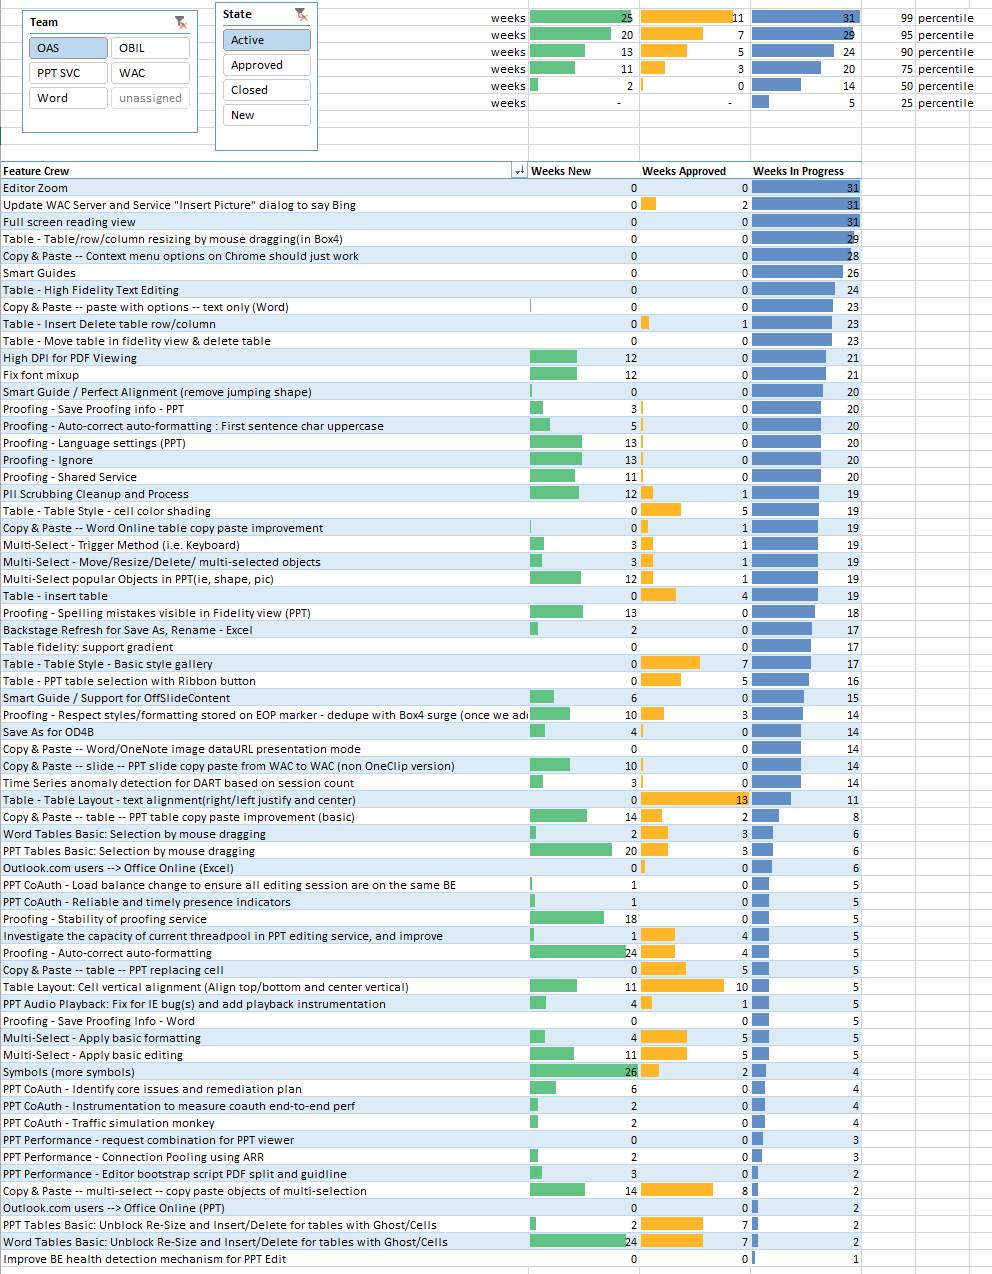 Team
OAS OBIL
PPT SVC WAC
Word unassigned
State
Active
Approved
Closed
New
weeks 25 11 31 99 percentile
weeks 20 7 29 95 percentile
weeks 13 5 24 90 percentile
weeks 11 3 20 75 percentile
weeks 2 0 14 50 percentile
weeks - - 5 25 percentile
Feature Crew Weeks New Weeks Approved Weeks In Progress
Editor Zoom 0 0 31
Update WAC Server and Service "Insert Picture" dialog to say Bing 0 2 31
Full screen reading view 0 0 31
Table - Table/row/column resizing by mouse dragging(in Box4) 0 0 29
Copy & Paste -- Context menu options on Chrome should just work 0 0 28
Smart Guides 0 0 26
Table - High Fidelity Text Editing 0 0 24
Copy & Paste -- paste with options -- text only (Word) 0 0 23
Table - Insert Delete table row/column 0 1 23
Table - Move table in fidelity view & delete table 0 0 23
High DPI for PDF Viewing 12 0 21
Fix font mixup 12 0 21
Smart Guide / Perfect Alignment (remove jumping shape) 0 0 20
Proofing - Save Proofing info - PPT 3 0 20
Proofing - Auto-correct auto-formatting : First sentence char uppercase 5 0 20
Proofing - Language settings (PPT) 13 0 20
Proofing - Ignore 13 0 20
Proofing - Shared Service 11 0 20
PII Scrubbing Cleanup and Process 12 1 19
Table - Table Style - cell color shading 0 5 19
Copy & Paste -- Word Online table copy paste improvement 0 1 19
Multi-Select - Trigger Method (i.e. Keyboard) 3 1 19
Multi-Select - Move/Resize/Delete/ multi-selected objects 3 1 19
Multi-Select popular Objects in PPT(ie, shape, pic) 12 1 19
Table - insert table 0 4 19
Proofing - Spelling mistakes visible in Fidelity view (PPT) 13 0 18
Backstage Refresh for Save As, Rename - Excel 2 0 17
Table fidelity: support gradient 0 0 17
Table - Table Style - Basic style gallery 0 7 17
Table - PPT table selection with Ribbon button 0 5 16
Smart Guide / Support for OffSlideContent 6 0 15
Proofing - Respect styles/formatting stored on EOP marker - dedupe with Box4 surge (once we add 10 3 14
Save As for OD4B 4 0 14
Copy & Paste -- Word/OneNote image dataURL presentation mode 0 0 14
Copy & Paste -- slide -- PPT slide copy paste from WAC to WAC (non OneClip version) 10 0 14
Time Series anomaly detection for DART based on session count 3 0 14
Table - Table Layout - text alignment(right/left justify and center) 0 13 11
Copy & Paste -- table -- PPT table copy paste improvement (basic) 14 2 8
Word Tables Basic: Selection by mouse dragging 2 3 6
PPT Tables Basic: Selection by mouse dragging 20 3 6
Outlook.com users --> Office Online (Excel) 0 0 6
PPT CoAuth - Load balance change to ensure all editing session are on the same BE 1 0 5
PPT CoAuth - Reliable and timely presence indicators 1 0 5
Proofing - Stability of proofing service 18 0 5
Investigate the capacity of current threadpool in PPT editing service, and improve 1 4 5
Proofing - Auto-correct auto-formatting 24 4 5
Copy & Paste -- table -- PPT replacing cell 0 5 5
Table Layout: Cell vertical alignment (Align top/bottom and center vertical) 11 10 5
PPT Audio Playback: Fix for IE bug(s) and add playback instrumentation 4 1 5
Proofing - Save Proofing Info - Word 0 0 5
Multi-Select - Apply basic formatting 4 5 5
Multi-Select - Apply basic editing 11 5 5
Symbols (more symbols) 26 2 4
PPT CoAuth - Identify core issues and remediation plan 6 0 4
PPT CoAuth - Instrumentation to measure coauth end-to-end perf 2 0 4
PPT CoAuth - Traffic simulation monkey 2 0 4
PPT Performance - request combination for PPT viewer 0 0 3
PPT Performance - Connection Pooling using ARR 2 0 3
PPT Performance - Editor bootstrap script PDF split and guidline 3 0 2
Copy & Paste -- multi-select -- copy paste objects of multi-selection 14 8 2
Outlook.com users --> Office Online (PPT) 0 0 2
PPT Tables Basic: Unblock Re-Size and Insert/Delete for tables with Ghost/Cells 2 7 2
Word Tables Basic: Unblock Re-Size and Insert/Delete for tables with Ghost/Cells 24 7 2
Improve BE health detection mechanism for PPT Edit 0 0 1